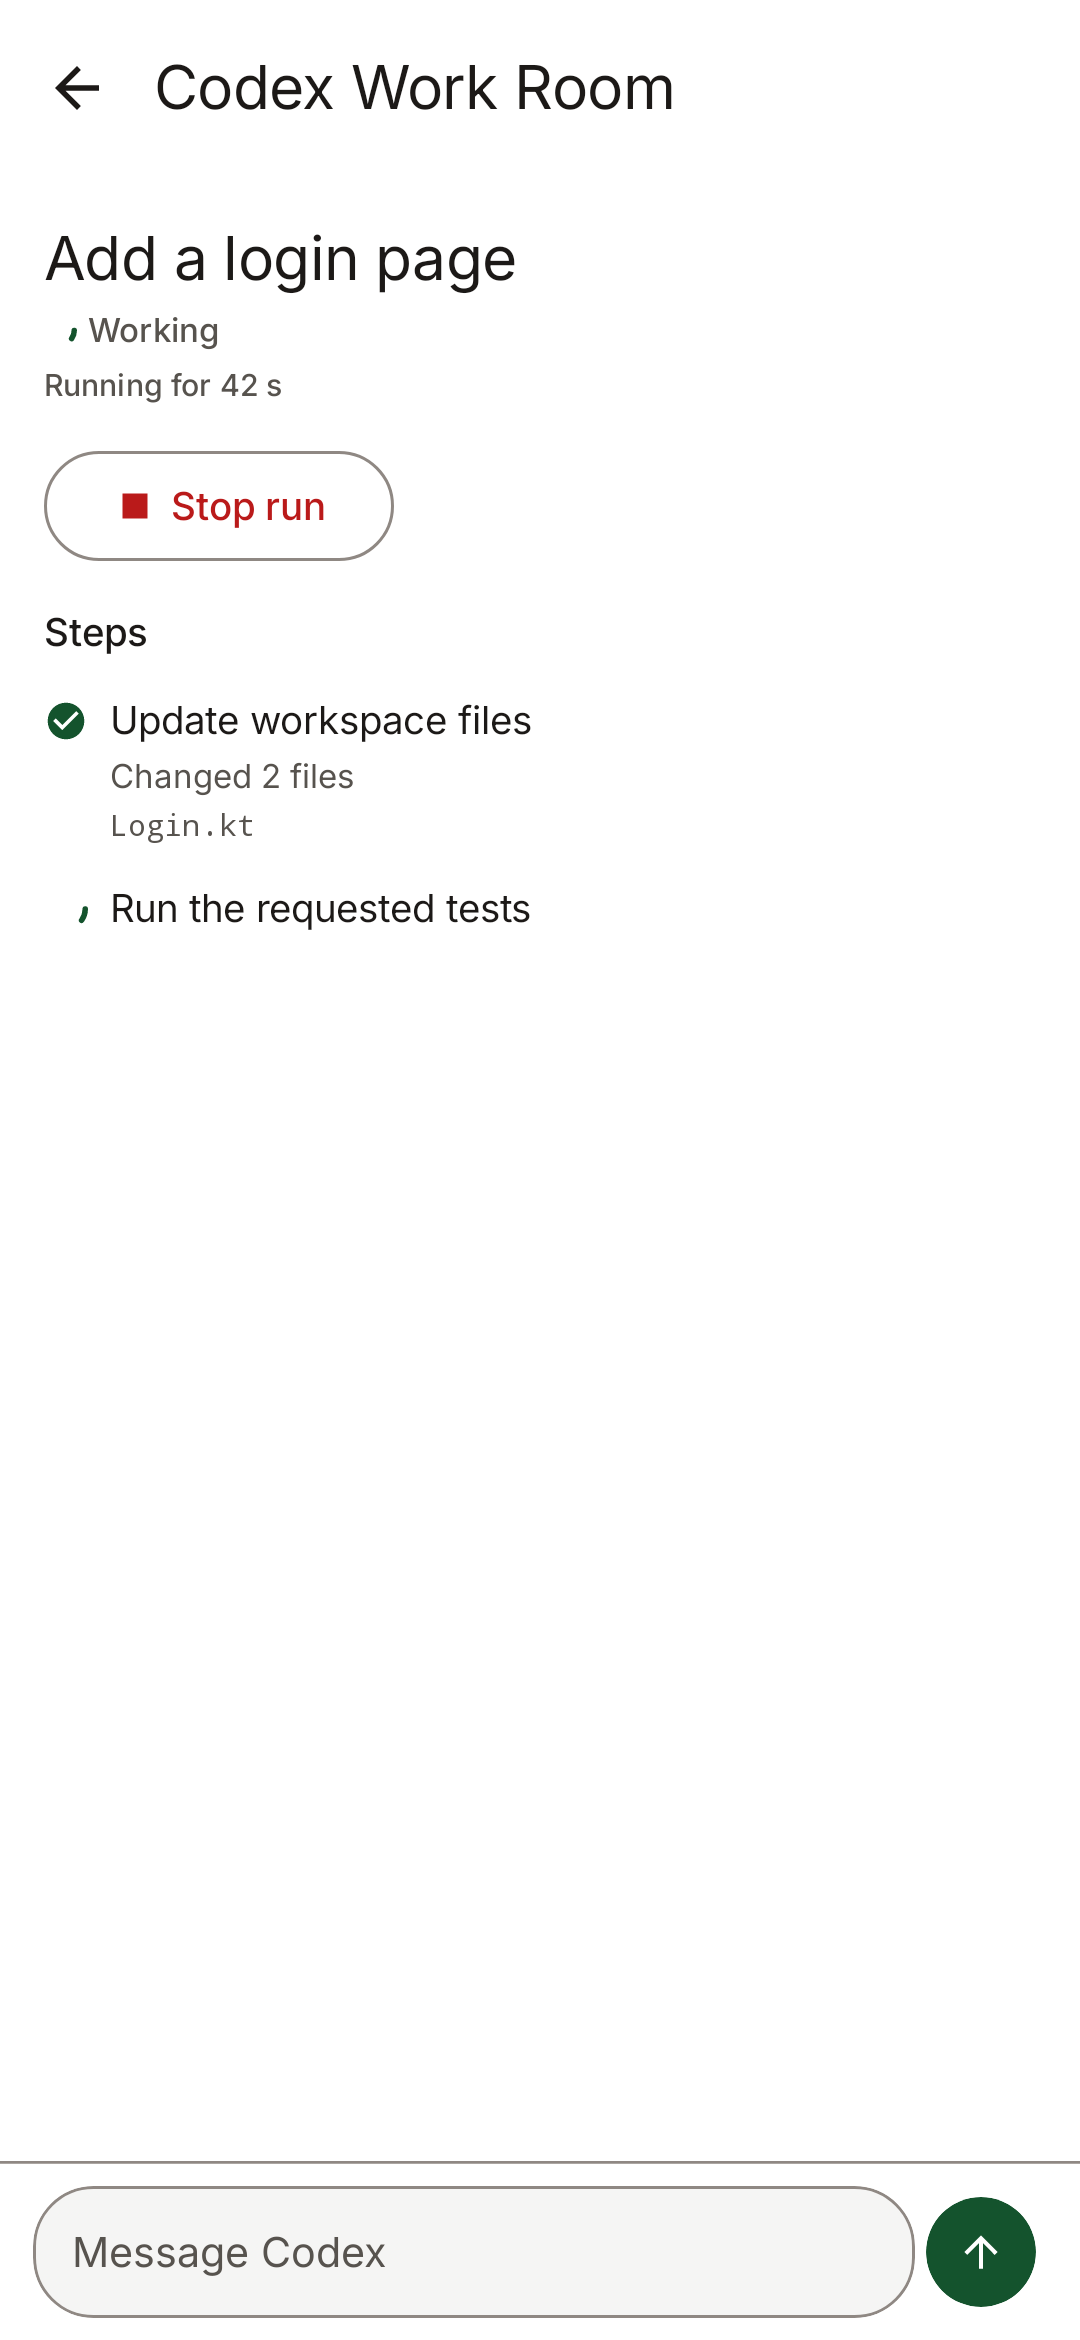 Codex Work Room
Add a login page
Working
Running for 42 s
Stop run
Steps
Update workspace files
Changed 2 files
Login.kt
Run the requested tests
Message Codex